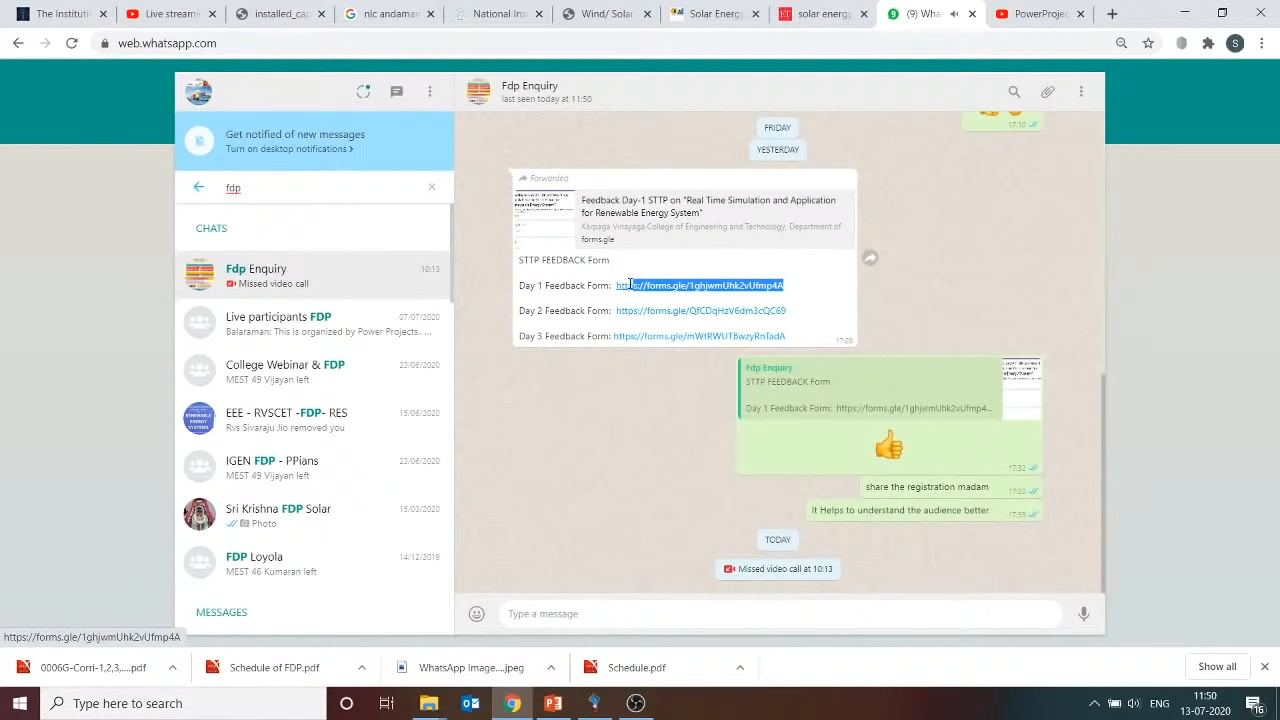 The Instituti
Live streami
installed cap
nic andaman
National Inst
Wind/ Solar
Solar Energy
solar energy
(9) Wha
PowerProjec
web.whatsapp.com
Get notified of new messages
Turn on desktop notifications >
fdp
CHATS
Fdp Enquiry 10:13
Missed video call
Live participants FDP 07/07/2020
Balaraman: This is organized by Power Projects. ...
College Webinar & FDP 23/06/2020
MEST 49 Vijayan left
EEE - RVSCET -FDP- RES 15/06/2020
Rvs Sivaraju Jio removed you
IGEN FDP - PPians 23/06/2020
MEST 49 Vijayan left
Sri Krishna FDP Solar 15/03/2020
Photo
FDP Loyola 14/12/2019
MEST 46 Kumaran left
MESSAGES
Fdp Enquiry
last seen today at 11:50
17:10
FRIDAY
YESTERDAY
Forwarded
Feedback Day-1 STTP on "Real Time Simulation and Application
for Renewable Energy System"
Karpaga Vinayaga College of Engineering and Technology, Department of
forms.gle
STTP FEEDBACK Form
Day 1 Feedback Form: https://forms.gle/1ghjwmUhk2vUfmp4A
Day 2 Feedback Form: https://forms.gle/QfCDqHzV6dm3cQC69
Day 3 Feedback Form: https://forms.gle/mWtRWUTBwzyRnTadA
17:28
Fdp Enquiry
STTP FEEDBACK Form
Day 1 Feedback Form: https://forms.gle/1ghjwmUhk2vUfmp4...
17:32
share the registration madam 17:33
It Helps to understand the audience better 17:33
TODAY
Missed video call at 10:13
Type a message
https://forms.gle/1ghjwmUhk2vUfmp4A
0006G-Corri-1,2,3,....pdf
Schedule of FDP.pdf
WhatsApp Image....jpeg
Schedule.pdf
Show all
Type here to search
ENG
11:50
13-07-2020
16